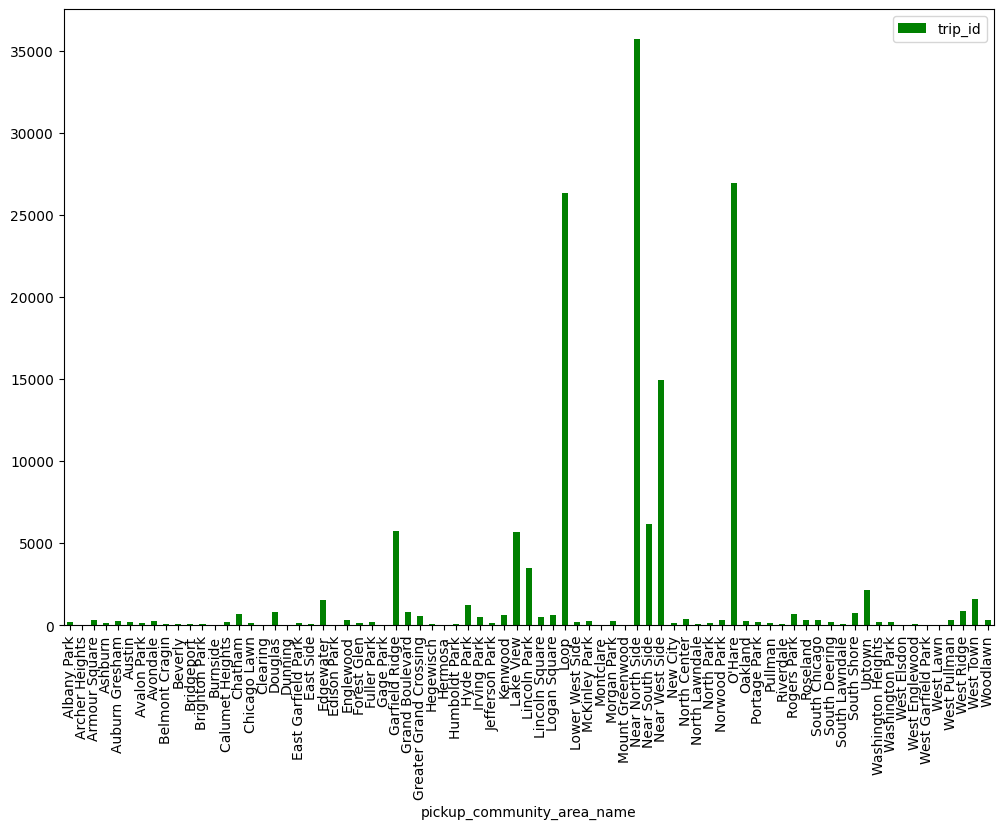 trip_id
35000
30000
25000
20000
15000
10000
5000
0
Albany Park
Archer Heights
Armour Square
Ashburn
Auburn Gresham
Austin
Avalon Park
Avondale
Belmont Cragin
Beverly
Bridgeport
Brighton Park
Burnside
Calumet Heights
Chatham
Chicago Lawn
Clearing
Douglas
Dunning
East Garfield Park
East Side
Edgewater
Edison Park
Englewood
Forest Glen
Fuller Park
Gage Park
Garfield Ridge
Grand Boulevard
Greater Grand Crossing
Hegewisch
Hermosa
Humboldt Park
Hyde Park
Irving Park
Jefferson Park
Kenwood
Lake View
Lincoln Park
Lincoln Square
Logan Square
Loop
Lower West Side
McKinley Park
Montclare
Morgan Park
Mount Greenwood
Near North Side
Near South Side
Near West Side
New City
North Center
North Lawndale
North Park
Norwood Park
O'Hare
Oakland
Portage Park
Pullman
Riverdale
Rogers Park
Roseland
South Chicago
South Deering
South Lawndale
South Shore
Uptown
Washington Heights
Washington Park
West Elsdon
West Englewood
West Garfield Park
West Lawn
West Pullman
West Ridge
West Town
Woodlawn
pickup_community_area_name